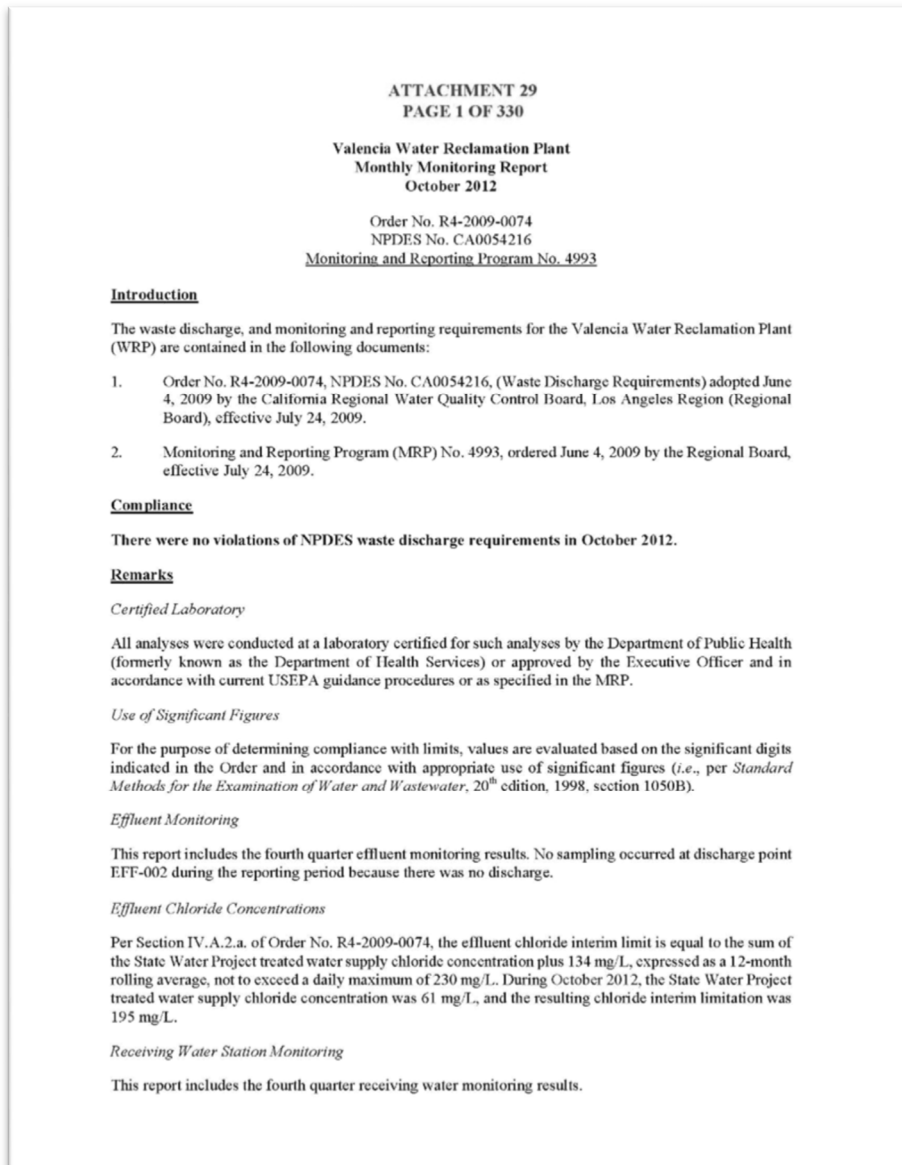 ATTACHMENT 29
PAGE 1 OF 330
Valencia Water Reclamation Plant
Monthly Monitoring Report
October 2012
Order No. R4-2009-0074
NPDES No. CA0054216
Monitoring and Reporting Program No. 4993
Introduction
The waste discharge, and monitoring and reporting requirements for the Valencia Water Reclamation Plant
(WRP) are contained in the following documents:
1. Order No. R4-2009-0074, NPDES No. CA0054216, (Waste Discharge Requirements) adopted June
4, 2009 by the California Regional Water Quality Control Board, Los Angeles Region (Regional
Board), effective July 24, 2009.
2. Monitoring and Reporting Program (MRP) No. 4993, ordered June 4, 2009 by the Regional Board,
effective July 24, 2009.
Compliance
There were no violations of NPDES waste discharge requirements in October 2012.
Remarks
Certified Laboratory
All analyses were conducted at a laboratory certified for such analyses by the Department of Public Health
(formerly known as the Department of Health Services) or approved by the Executive Officer and in
accordance with current USEPA guidance procedures or as specified in the MRP.
Use of Significant Figures
For the purpose of determining compliance with limits, values are evaluated based on the significant digits
indicated in the Order and in accordance with appropriate use of significant figures (i.e., per Standard
Methods for the Examination of Water and Wastewater, 20th edition, 1998, section 1050B).
Effluent Monitoring
This report includes the fourth quarter effluent monitoring results. No sampling occurred at discharge point
EFF-002 during the reporting period because there was no discharge.
Effluent Chloride Concentrations
Per Section IV.A.2.a. of Order No. R4-2009-0074, the effluent chloride interim limit is equal to the sum of
the State Water Project treated water supply chloride concentration plus 134 mg/L, expressed as a 12-month
rolling average, not to exceed a daily maximum of 230 mg/L. During October 2012, the State Water Project
treated water supply chloride concentration was 61 mg/L, and the resulting chloride interim limitation was
195 mg/L.
Receiving Water Station Monitoring
This report includes the fourth quarter receiving water monitoring results.